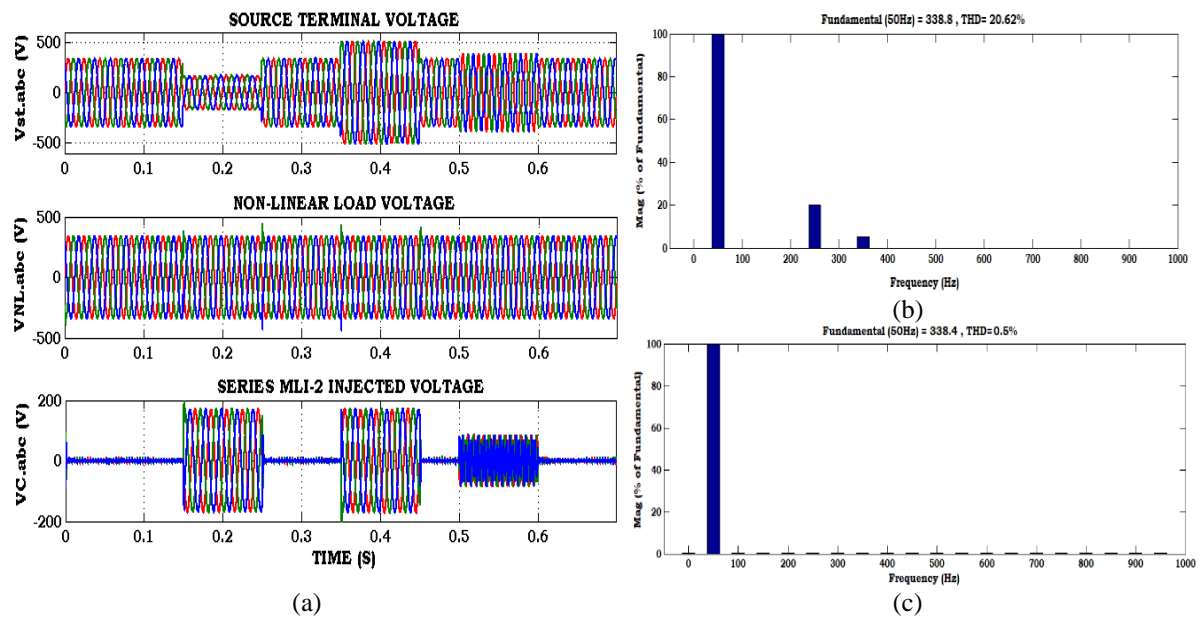 SOURCE TERMINAL VOLTAGE
Vst.abc (V)
500
0
-500
0 0.1 0.2 0.3 0.4 0.5 0.6
NON-LINEAR LOAD VOLTAGE
VNL.abc (V)
500
0
-500
0 0.1 0.2 0.3 0.4 0.5 0.6
SERIES MLI-2 INJECTED VOLTAGE
VC.abc (V)
200
0
-200
0 0.1 0.2 0.3 0.4 0.5 0.6
TIME (S)
(a)
Fundamental (50Hz) = 338.8 , THD= 20.62%
Mag (% of Fundamental)
100
80
60
40
20
0
0 100 200 300 400 500 600 700 800 900 1000
Frequency (Hz)
(b)
Fundamental (50Hz) = 338.4 , THD=0.5%
Mag (% of Fundamental)
100
80
60
40
20
0
0 100 200 300 400 500 600 700 800 900 1000
Frequency (Hz)
(c)